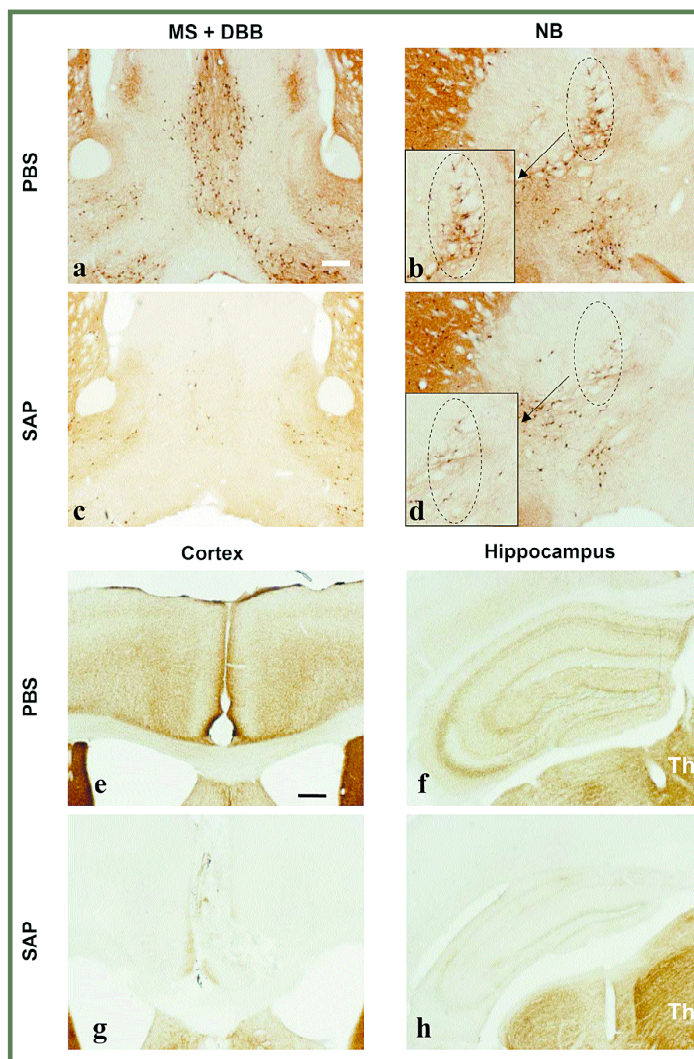 MS + DBB
NB
PBS
a
b
SAP
c
d
Cortex
Hippocampus
PBS
e
f
Th
SAP
g
h
Th